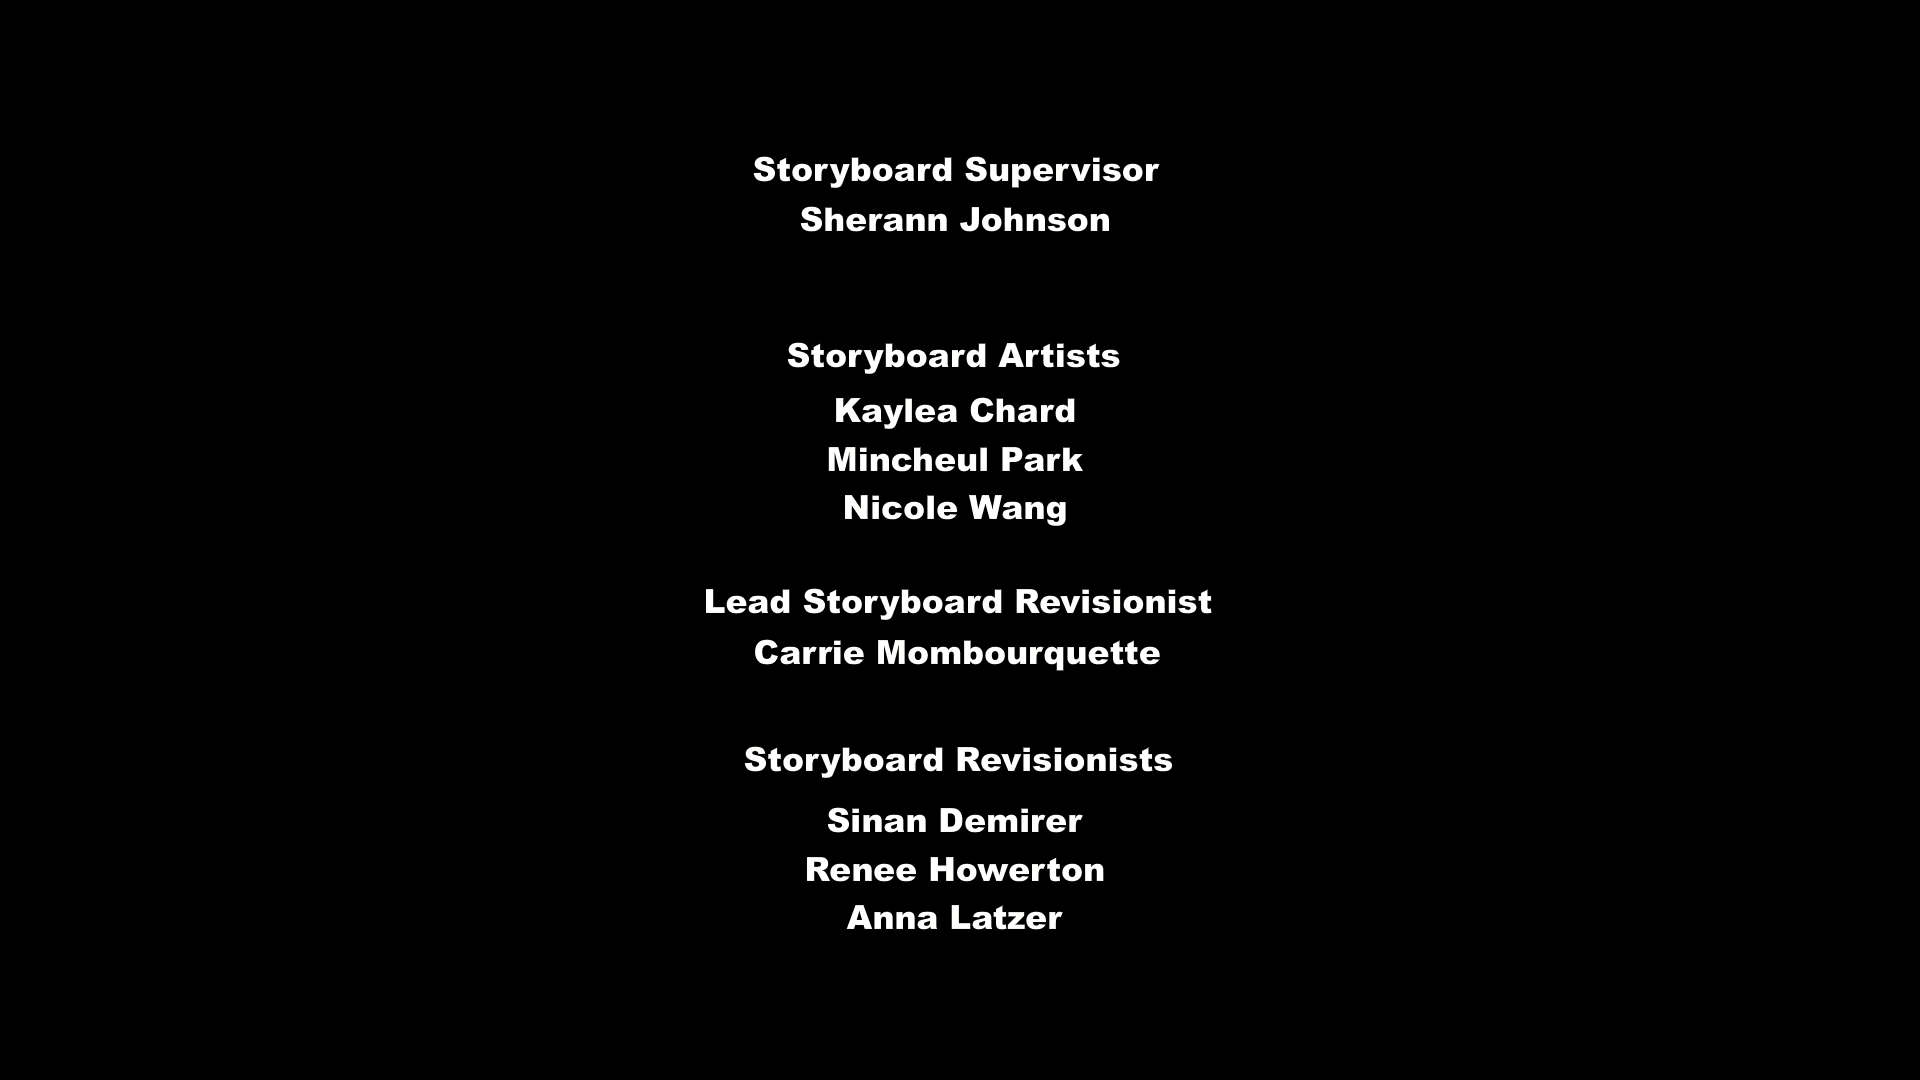 Storyboard Supervisor
Sherann Johnson
Storyboard Artists
Kaylea Chard
Mincheul Park
Nicole Wang
Lead Storyboard Revisionist
Carrie Mombourquette
Storyboard Revisionists
Sinan Demirer
Renee Howerton
Anna Latzer